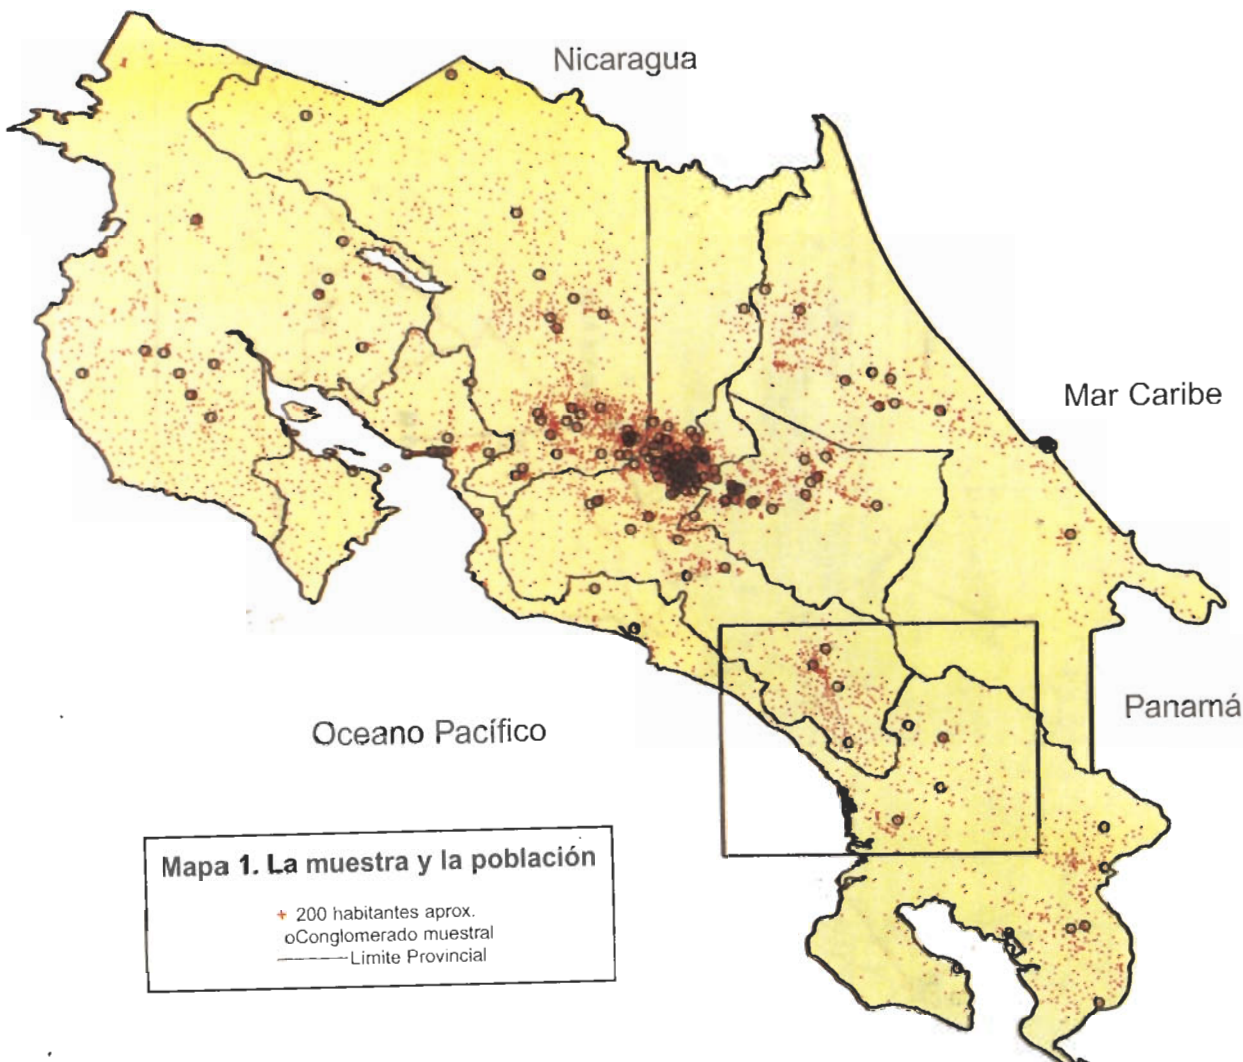 Nicaragua
Mar Caribe
Panamá
Oceano Pacífico
Mapa 1. La muestra y la población
+ 200 habitantes aprox.
oConglomerado muestral
Limite Provincial